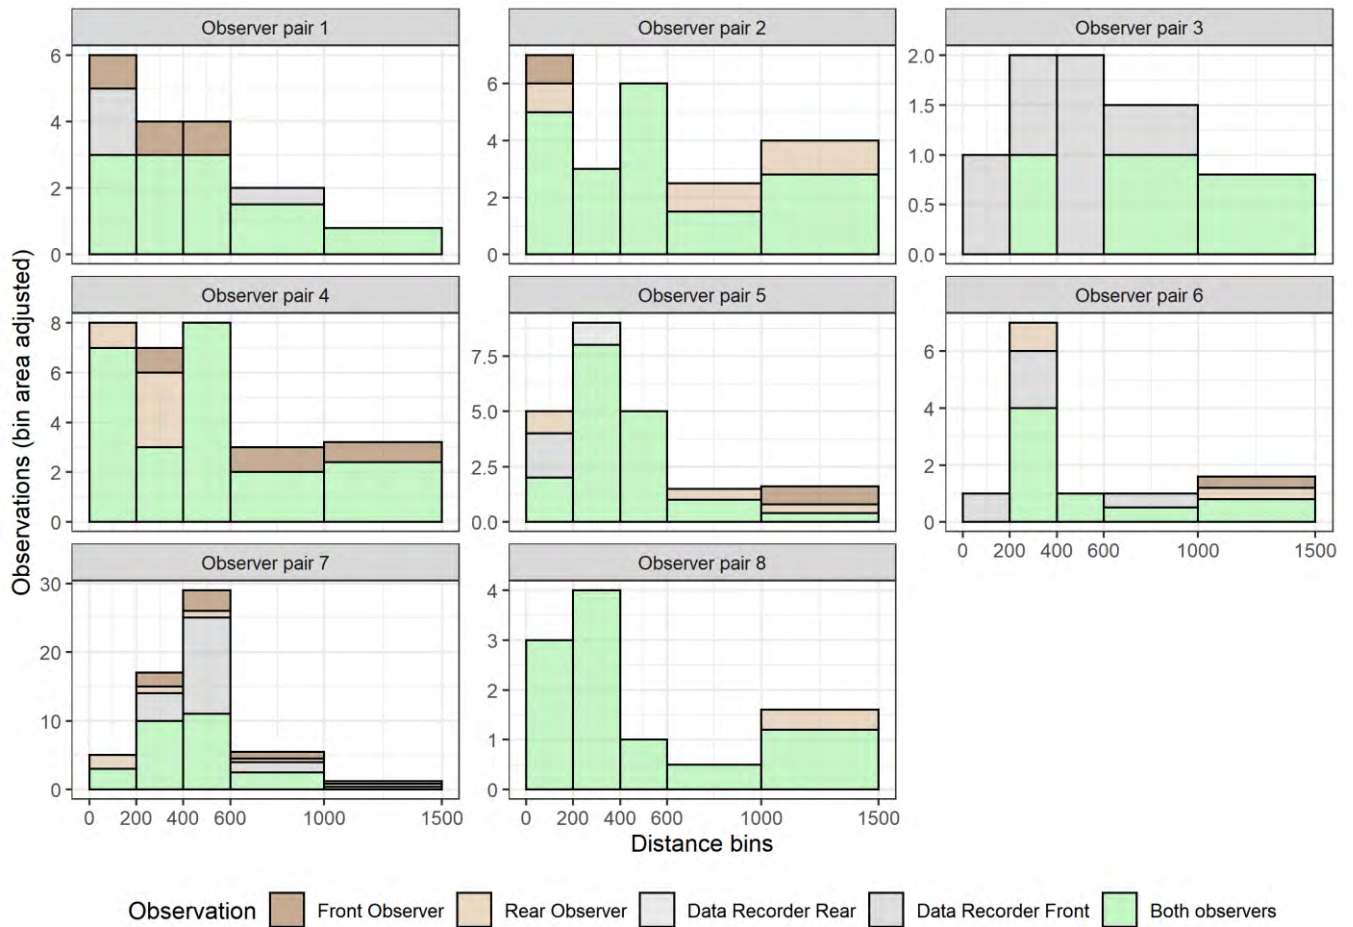 Observer pair 1
Observer pair 2
Observer pair 3
6
4
2
0
6
4
2
0
2.0
1.5
1.0
0.5
0.0
Observer pair 4
Observer pair 5
Observer pair 6
8
6
4
2
0
7.5
5.0
2.5
0.0
6
4
2
0
0 200 400 600 1000 1500
Observer pair 7
Observer pair 8
30
20
10
0
4
3
2
1
0
0 200 400 600 1000 1500
0 200 400 600 1000 1500
Observations (bin area adjusted)
Distance bins
Observation Front Observer Rear Observer Data Recorder Rear Data Recorder Front Both observers